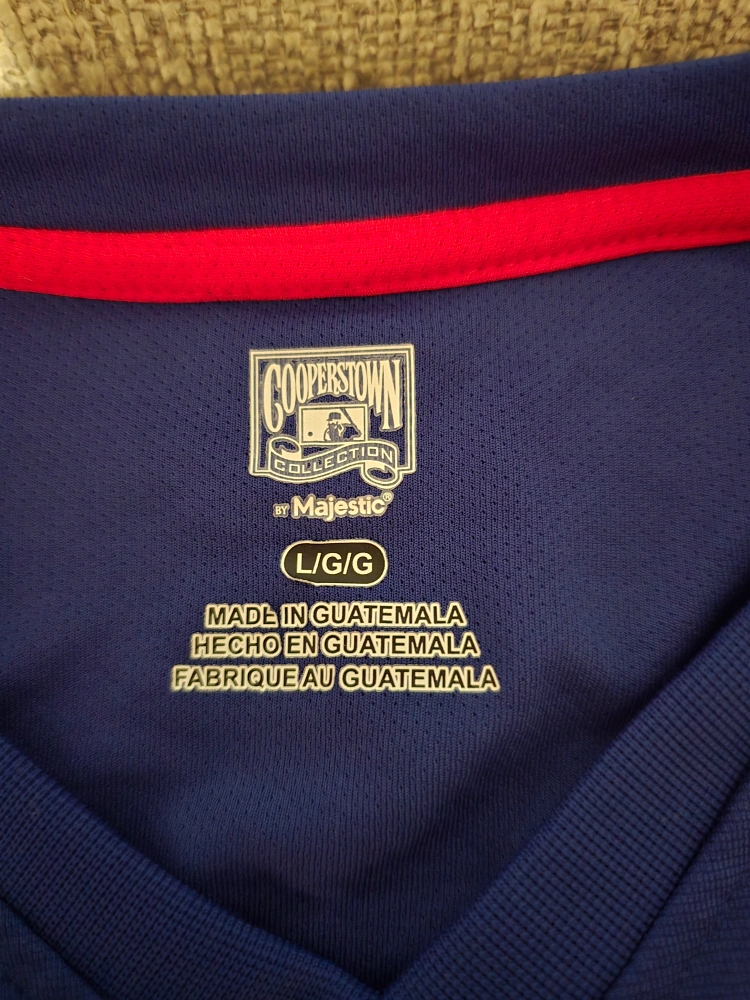 COOPERSTOWN
COLLECTION
BY Majestic®
L/G/G
MADE IN GUATEMALA
HECHO EN GUATEMALA
FABRIQUE AU GUATEMALA